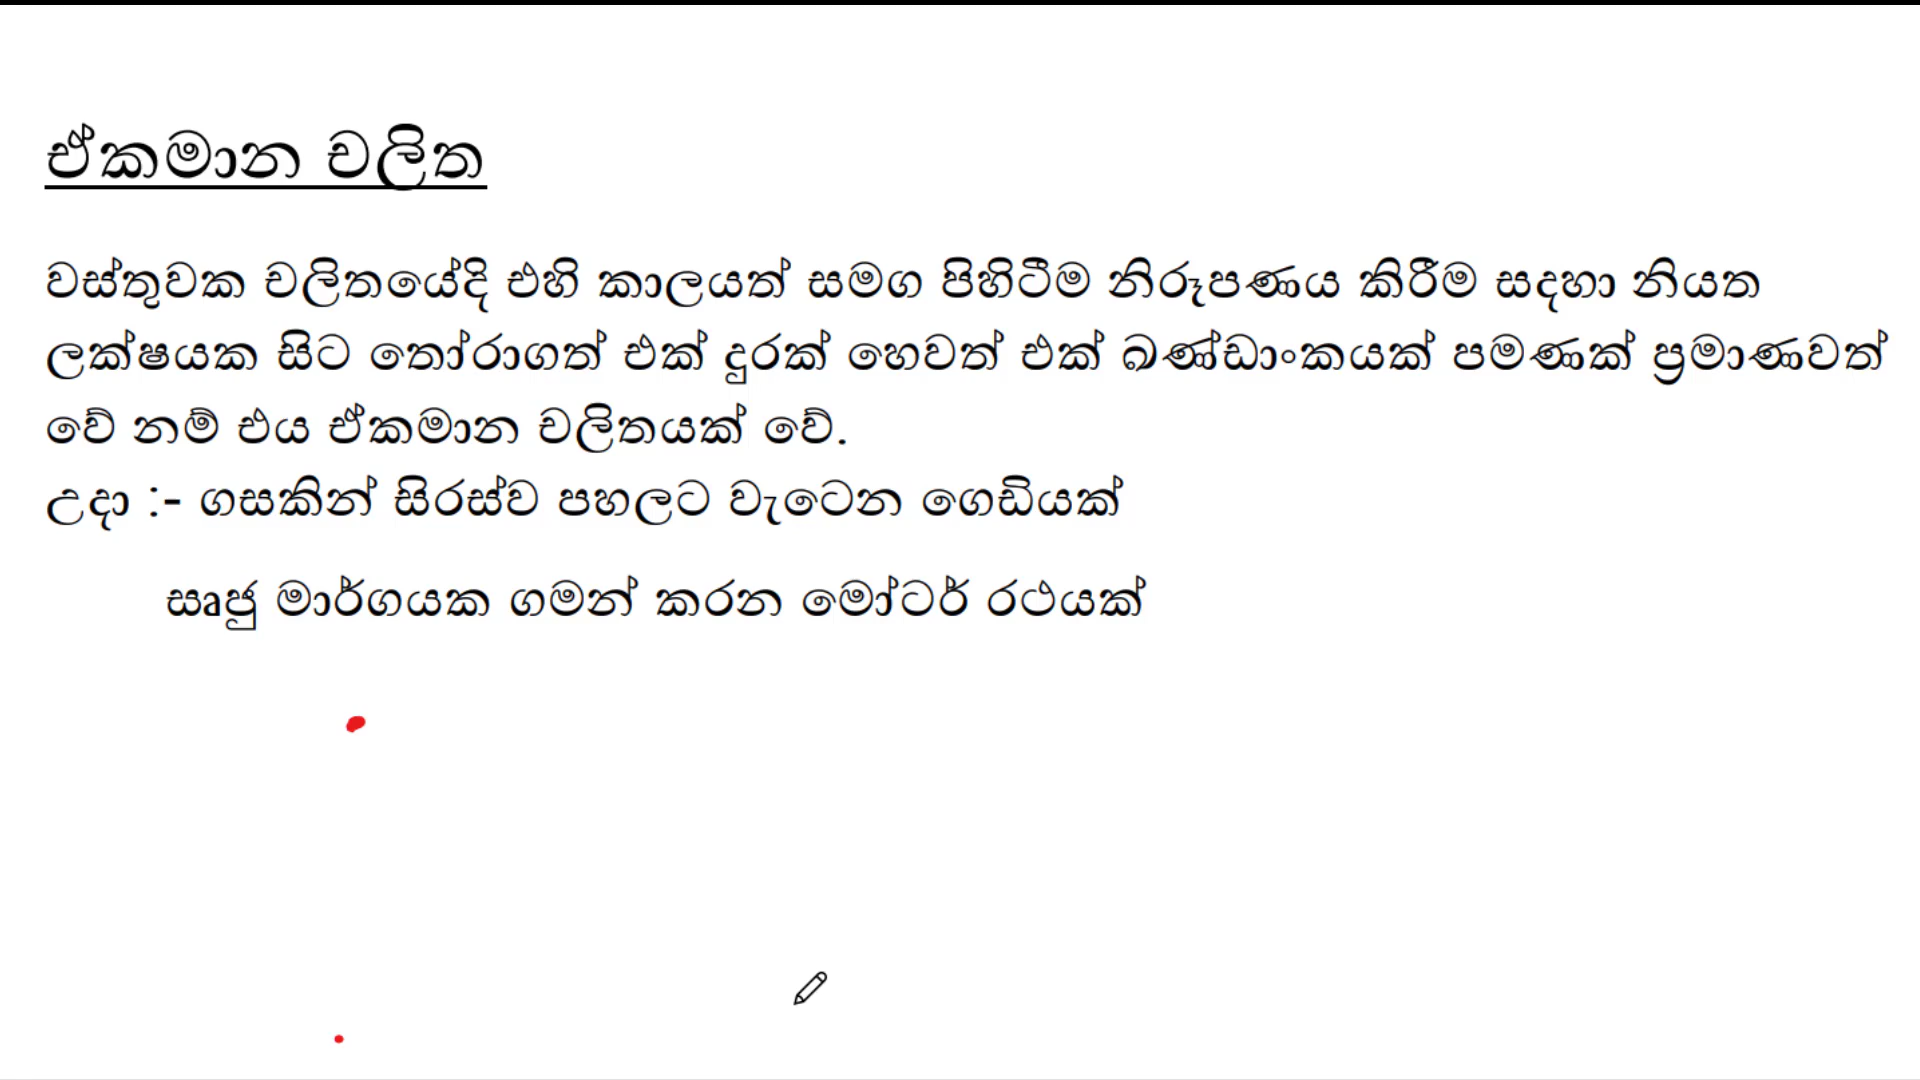 ඒකමාන චලිත
වස්තුවක චලිතයේදි එහි කාලයත් සමග පිහිටීම නිරූපණය කිරීම සඳහා නියත
ලක්ෂයක සිට තෝරාගත් එක් දුරක් හෙවත් එක් ඛණ්ඩාංකයක් පමණක් ප්‍රමාණවත්
වේ නම් එය ඒකමාන චලිතයක් වේ.
උදා :- ගසකින් සිරස්ව පහලට වැටෙන ගෙඩියක්
සෘජු මාර්ගයක ගමන් කරන මෝටර් රථයක්